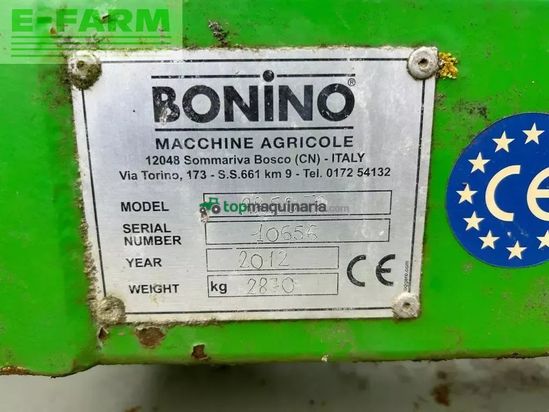 E-FARM
BONINO®
MACCHINE AGRICOLE
12048 Sommariva Bosco (CN) - ITALY
Via Torino, 173 - S.S.661 km 9 - Tel. 0172 54132
MODEL
topmaquinaria.com
SERIAL NUMBER 10656
YEAR 2012 CE
WEIGHT kg 2870
CE